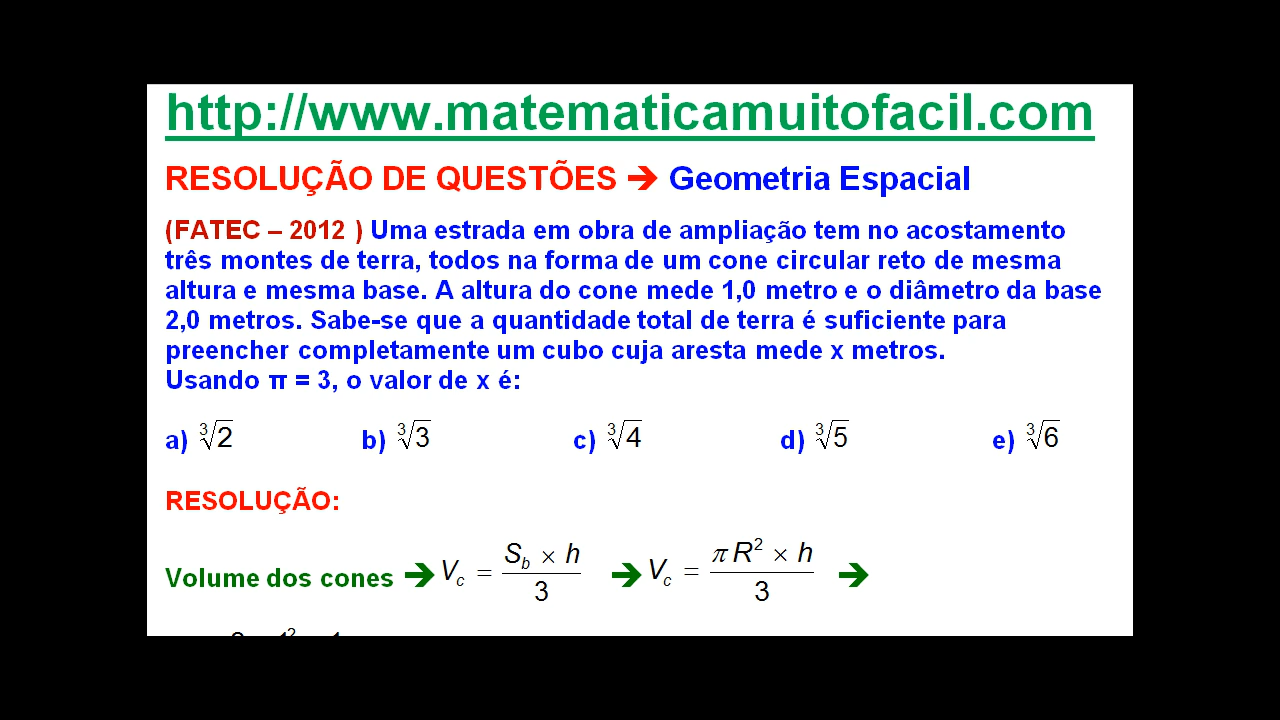 http://www.matematicamuitofacil.com
RESOLUÇÃO DE QUESTÕES ➔ Geometria Espacial
(FATEC – 2012 ) Uma estrada em obra de ampliação tem no acostamento
três montes de terra, todos na forma de um cone circular reto de mesma
altura e mesma base. A altura do cone mede 1,0 metro e o diâmetro da base
2,0 metros. Sabe-se que a quantidade total de terra é suficiente para
preencher completamente um cubo cuja aresta mede x metros.
Usando π = 3, o valor de x é:
a) ∛2 b) ∛3 c) ∛4 d) ∛5 e) ∛6
RESOLUÇÃO:
Volume dos cones ➔ V_c = (S_b × h)/3 ➔ V_c = (π R² × h)/3 ➔